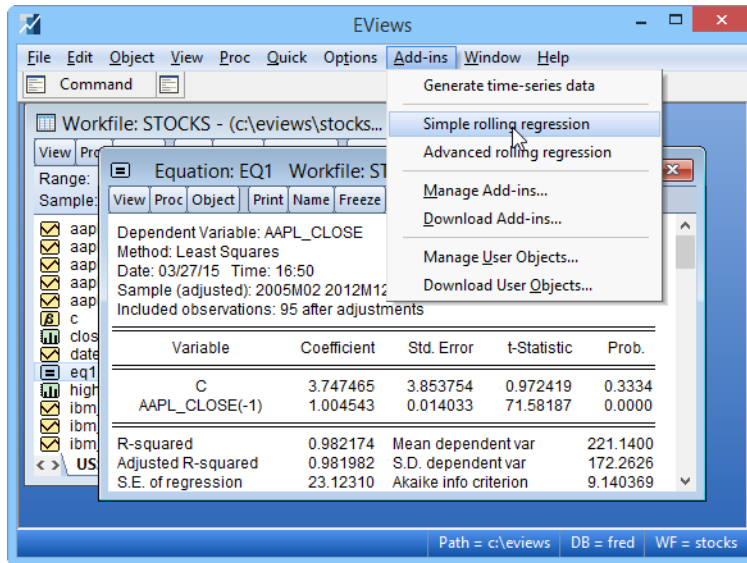 EViews
File Edit Object View Proc Quick Options Add-ins Window Help
Command
Generate time-series data
Simple rolling regression
Advanced rolling regression
Manage Add-ins...
Download Add-ins...
Manage User Objects...
Download User Objects...
Workfile: STOCKS - (c:\eviews\stocks...
View
Range:
Sample:
aap
aap
aap
aap
aap
c
clos
date
eq1
high
ibm
ibm
ibm
US
Equation: EQ1 Workfile: ST
View Proc Object Print Name Freeze
Dependent Variable: AAPL_CLOSE
Method: Least Squares
Date: 03/27/15 Time: 16:50
Sample (adjusted): 2005M02 2012M12
Included observations: 95 after adjustments
Variable Coefficient Std. Error t-Statistic Prob.
C 3.747465 3.853754 0.972419 0.3334
AAPL_CLOSE(-1) 1.004543 0.014033 71.58187 0.0000
R-squared 0.982174 Mean dependent var 221.1400
Adjusted R-squared 0.981982 S.D. dependent var 172.2626
S.E. of regression 23.12310 Akaike info criterion 9.140369
Path = c:\eviews DB = fred WF = stocks